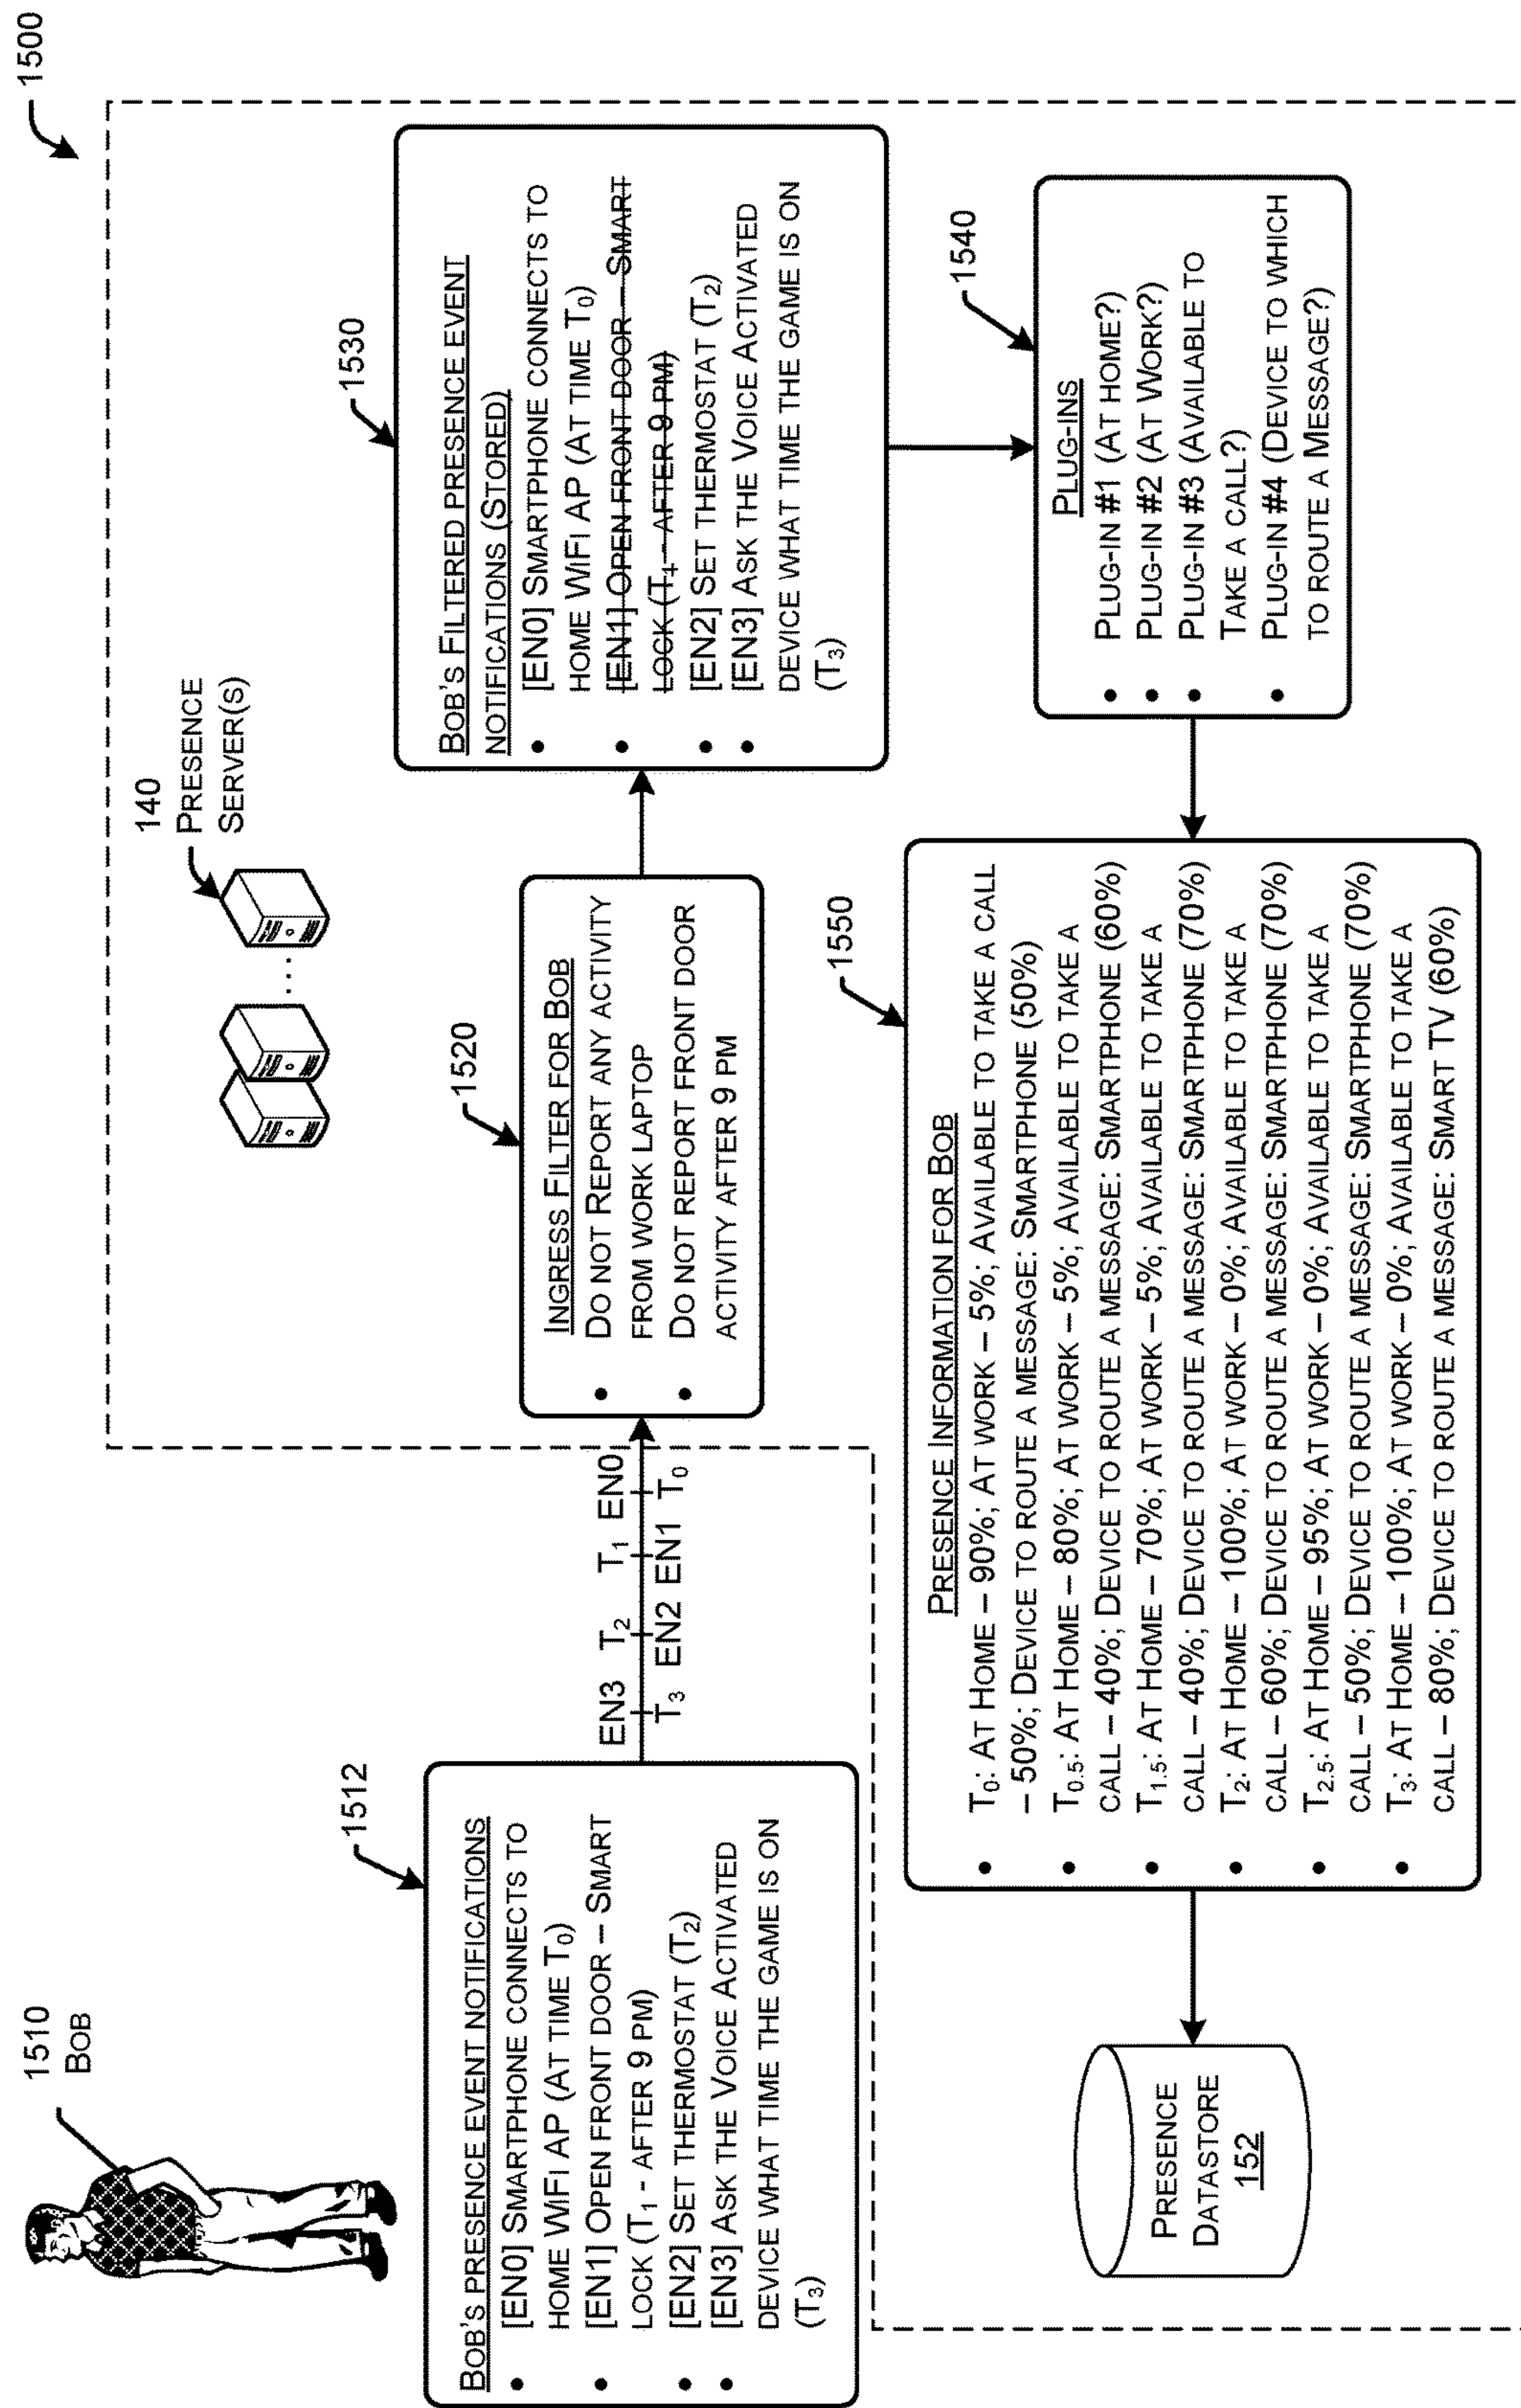 1500
1510
BOB
1512
BOB'S PRESENCE EVENT NOTIFICATIONS
• [EN0] SMARTPHONE CONNECTS TO
HOME WIFI AP (AT TIME T₀)
• [EN1] OPEN FRONT DOOR – SMART
LOCK (T₁ - AFTER 9 PM)
• [EN2] SET THERMOSTAT (T₂)
• [EN3] ASK THE VOICE ACTIVATED
DEVICE WHAT TIME THE GAME IS ON
(T₃)
EN3 T₂ T₁ EN0
T₃ EN2 EN1 T₀
140
PRESENCE
SERVER(S)
1520
INGRESS FILTER FOR BOB
• DO NOT REPORT ANY ACTIVITY
FROM WORK LAPTOP
• DO NOT REPORT FRONT DOOR
ACTIVITY AFTER 9 PM
1530
BOB'S FILTERED PRESENCE EVENT
NOTIFICATIONS (STORED)
• [EN0] SMARTPHONE CONNECTS TO
HOME WIFI AP (AT TIME T₀)
• [EN1] OPEN FRONT DOOR – SMART
LOCK (T₁ - AFTER 9 PM)
• [EN2] SET THERMOSTAT (T₂)
• [EN3] ASK THE VOICE ACTIVATED
DEVICE WHAT TIME THE GAME IS ON
(T₃)
1540
PLUG-INS
• PLUG-IN #1 (AT HOME?)
• PLUG-IN #2 (AT WORK?)
• PLUG-IN #3 (AVAILABLE TO
TAKE A CALL?)
• PLUG-IN #4 (DEVICE TO WHICH
TO ROUTE A MESSAGE?)
1550
PRESENCE INFORMATION FOR BOB
• T₀: AT HOME – 90%; AT WORK – 5%; AVAILABLE TO TAKE A CALL
– 50%; DEVICE TO ROUTE A MESSAGE: SMARTPHONE (50%)
• T₀.₅: AT HOME – 80%; AT WORK – 5%; AVAILABLE TO TAKE A
CALL – 40%; DEVICE TO ROUTE A MESSAGE: SMARTPHONE (60%)
• T₁.₅: AT HOME – 70%; AT WORK – 5%; AVAILABLE TO TAKE A
CALL – 40%; DEVICE TO ROUTE A MESSAGE: SMARTPHONE (70%)
• T₂: AT HOME – 100%; AT WORK – 0%; AVAILABLE TO TAKE A
CALL – 60%; DEVICE TO ROUTE A MESSAGE: SMARTPHONE (70%)
• T₂.₅: AT HOME – 95%; AT WORK – 0%; AVAILABLE TO TAKE A
CALL – 50%; DEVICE TO ROUTE A MESSAGE: SMARTPHONE (70%)
• T₃: AT HOME – 100%; AT WORK – 0%; AVAILABLE TO TAKE A
CALL – 80%; DEVICE TO ROUTE A MESSAGE: SMART TV (60%)
PRESENCE
DATASTORE
152